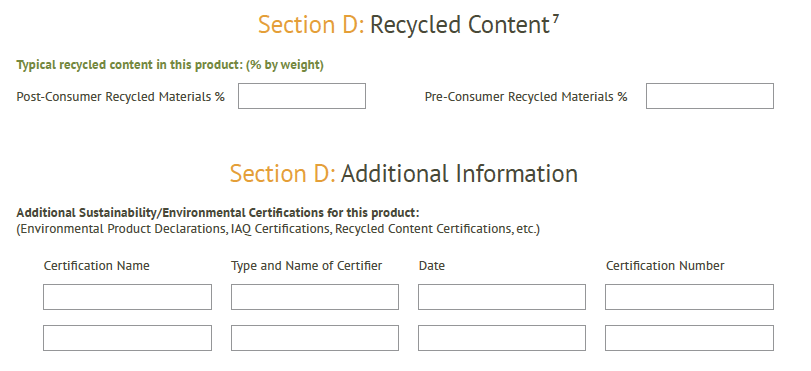 Section D: Recycled Content⁷
Typical recycled content in this product: (% by weight)
Post-Consumer Recycled Materials % Pre-Consumer Recycled Materials %
Section D: Additional Information
Additional Sustainability/Environmental Certifications for this product:
(Environmental Product Declarations, IAQ Certifications, Recycled Content Certifications, etc.)
Certification Name Type and Name of Certifier Date Certification Number